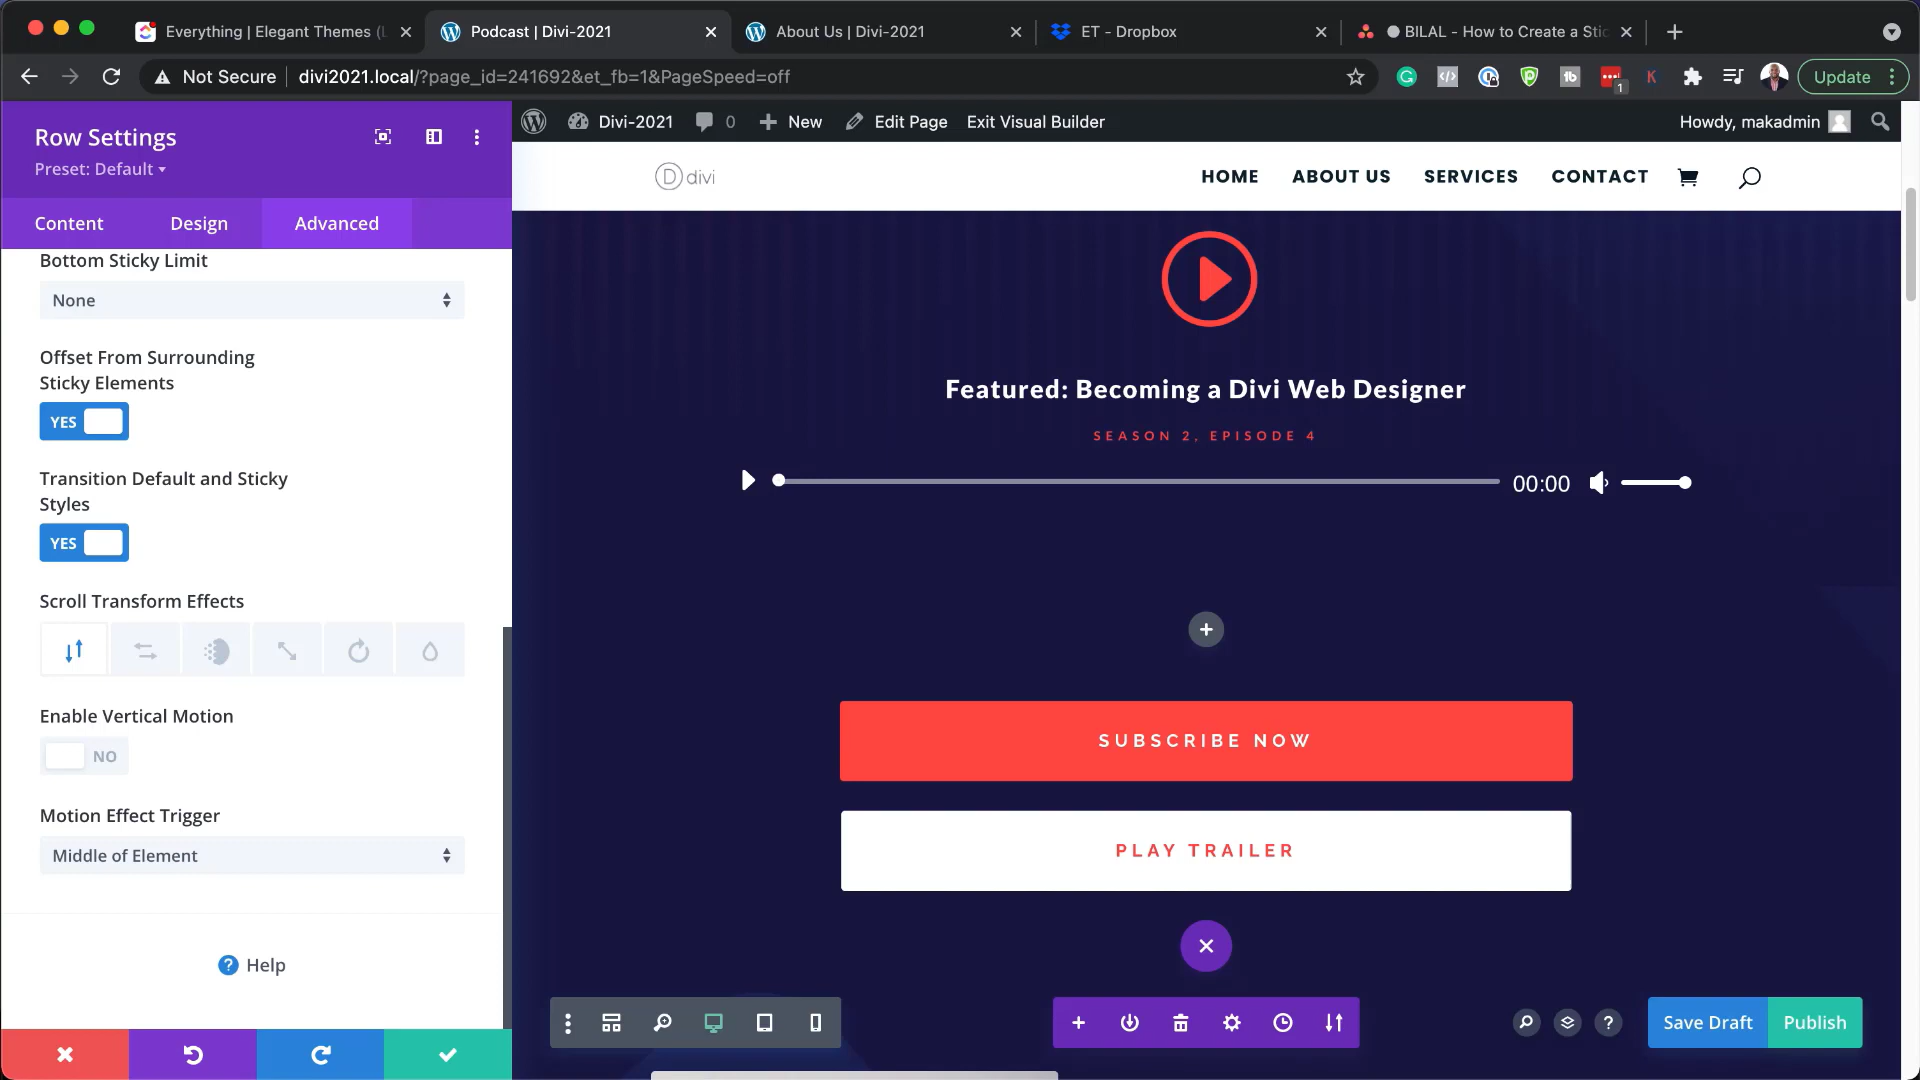 Everything | Elegant Themes (
Podcast | Divi-2021
About Us | Divi-2021
ET - Dropbox
BILAL - How to Create a Stic
Not Secure
divi2021.local/?page_id=241692&et_fb=1&PageSpeed=off
tb
1
K
Update
Row Settings
Preset: Default
Divi-2021
0
New
Edit Page
Exit Visual Builder
Howdy, makadmin
Content
Design
Advanced
D divi
HOME
ABOUT US
SERVICES
CONTACT
Bottom Sticky Limit
None
Offset From Surrounding
Sticky Elements
YES
Transition Default and Sticky
Styles
YES
Scroll Transform Effects
Enable Vertical Motion
NO
Motion Effect Trigger
Middle of Element
? Help
Featured: Becoming a Divi Web Designer
SEASON 2, EPISODE 4
00:00
SUBSCRIBE NOW
PLAY TRAILER
?
Save Draft
Publish